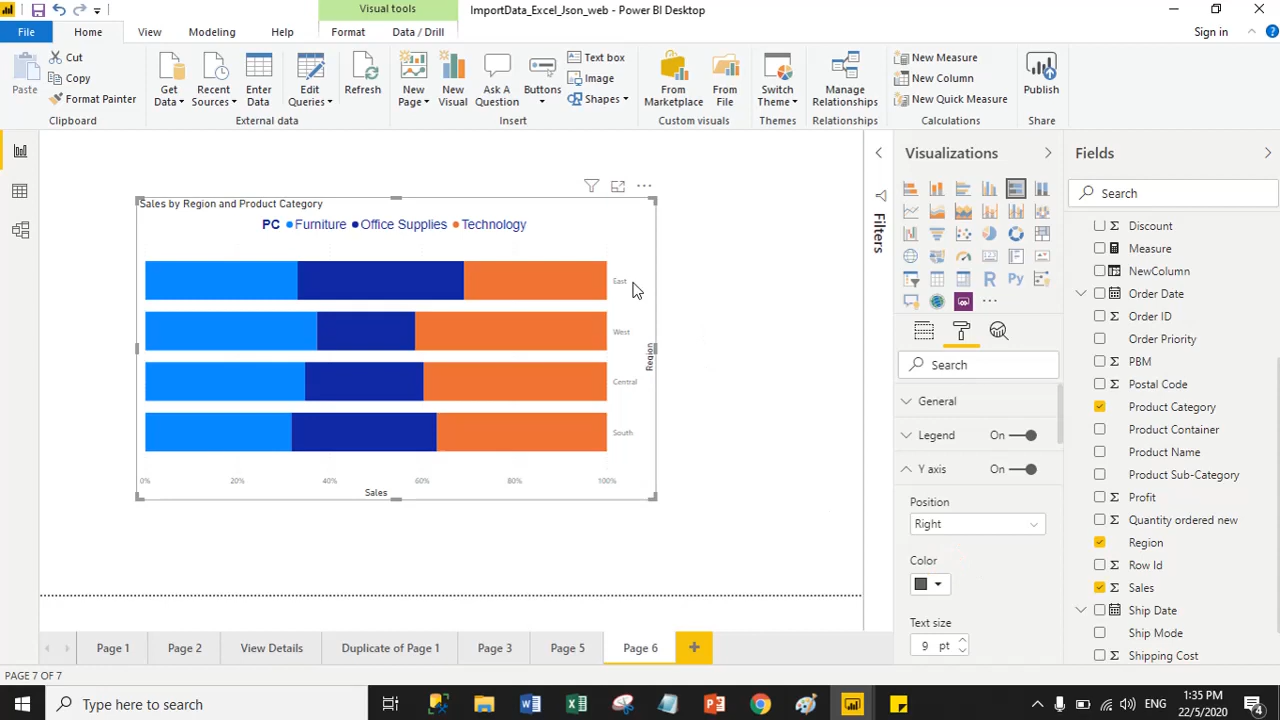 Visual tools
ImportData_Excel_Json_web - Power BI Desktop
File Home View Modeling Help Format Data / Drill Sign in
Paste
Cut
Copy
Format Painter
Clipboard
Get Data
Recent Sources
Enter Data
Edit Queries
Refresh
External data
New Page
New Visual
Ask A Question
Buttons
Text box
Image
Shapes
Insert
From Marketplace
From File
Custom visuals
Switch Theme
Themes
Manage Relationships
Relationships
New Measure
New Column
New Quick Measure
Calculations
Publish
Share
Sales by Region and Product Category
PC Furniture Office Supplies Technology
East
West
Central
South
Region
0% 20% 40% 60% 80% 100%
Sales
Filters
Visualizations
R Py
Search
General
Legend On
Y axis On
Position
Right
Color
Text size
9 pt
Fields
Search
Discount
Measure
NewColumn
Order Date
Order ID
Order Priority
PBM
Postal Code
Product Category
Product Container
Product Name
Product Sub-Category
Profit
Quantity ordered new
Region
Row Id
Sales
Ship Date
Ship Mode
Shipping Cost
Page 1 Page 2 View Details Duplicate of Page 1 Page 3 Page 5 Page 6
PAGE 7 OF 7
Type here to search
ENG
1:35 PM
22/5/2020
4